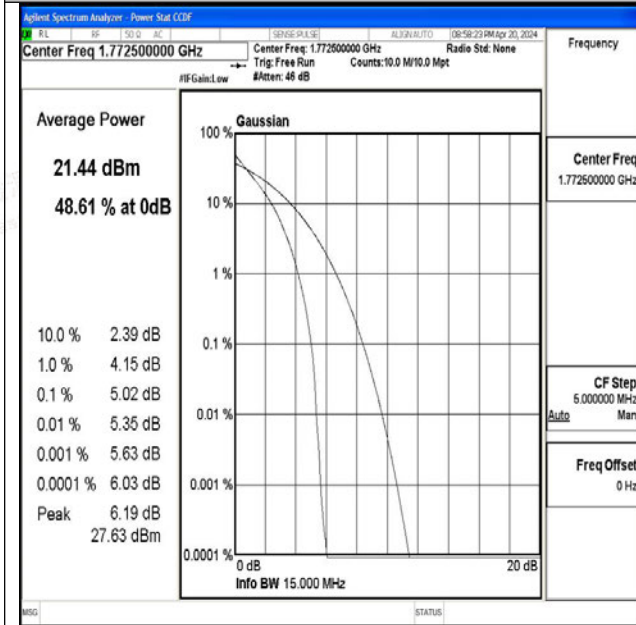 Agilent Spectrum Analyzer - Power Stat CCDF
RL RF 50 Ω AC SENSE:PULSE ALIGNAUTO 08:58:23 PM Apr 20, 2024
Center Freq 1.772500000 GHz
Center Freq: 1.772500000 GHz Radio Std: None
Trig: Free Run Counts:10.0 M/10.0 Mpt
#IFGain:Low #Atten: 46 dB
Frequency
Average Power
21.44 dBm
48.61 % at 0dB
10.0 % 2.39 dB
1.0 % 4.15 dB
0.1 % 5.02 dB
0.01 % 5.35 dB
0.001 % 5.63 dB
0.0001 % 6.03 dB
Peak 6.19 dB
27.63 dBm
Gaussian
100 %
10 %
1 %
0.1 %
0.01 %
0.001 %
0.0001 %
0 dB 20 dB
Info BW 15.000 MHz
Center Freq
1.772500000 GHz
CF Step
5.000000 MHz
Auto Man
Freq Offset
0 Hz
MSG STATUS